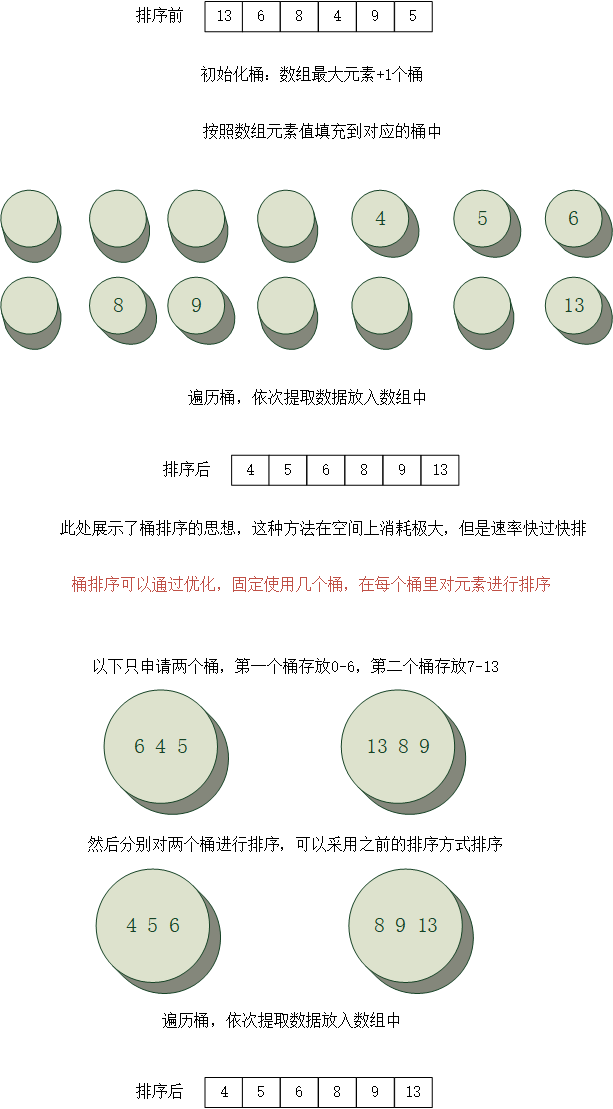 排序前 13 6 8 4 9 5
初始化桶：数组最大元素+1个桶
按照数组元素值填充到对应的桶中
4 5 6
8 9 13
遍历桶，依次提取数据放入数组中
排序后 4 5 6 8 9 13
此处展示了桶排序的思想，这种方法在空间上消耗极大，但是速率快过快排
桶排序可以通过优化，固定使用几个桶，在每个桶里对元素进行排序
以下只申请两个桶，第一个桶存放0-6，第二个桶存放7-13
6 4 5 13 8 9
然后分别对两个桶进行排序，可以采用之前的排序方式排序
4 5 6 8 9 13
遍历桶，依次提取数据放入数组中
排序后 4 5 6 8 9 13